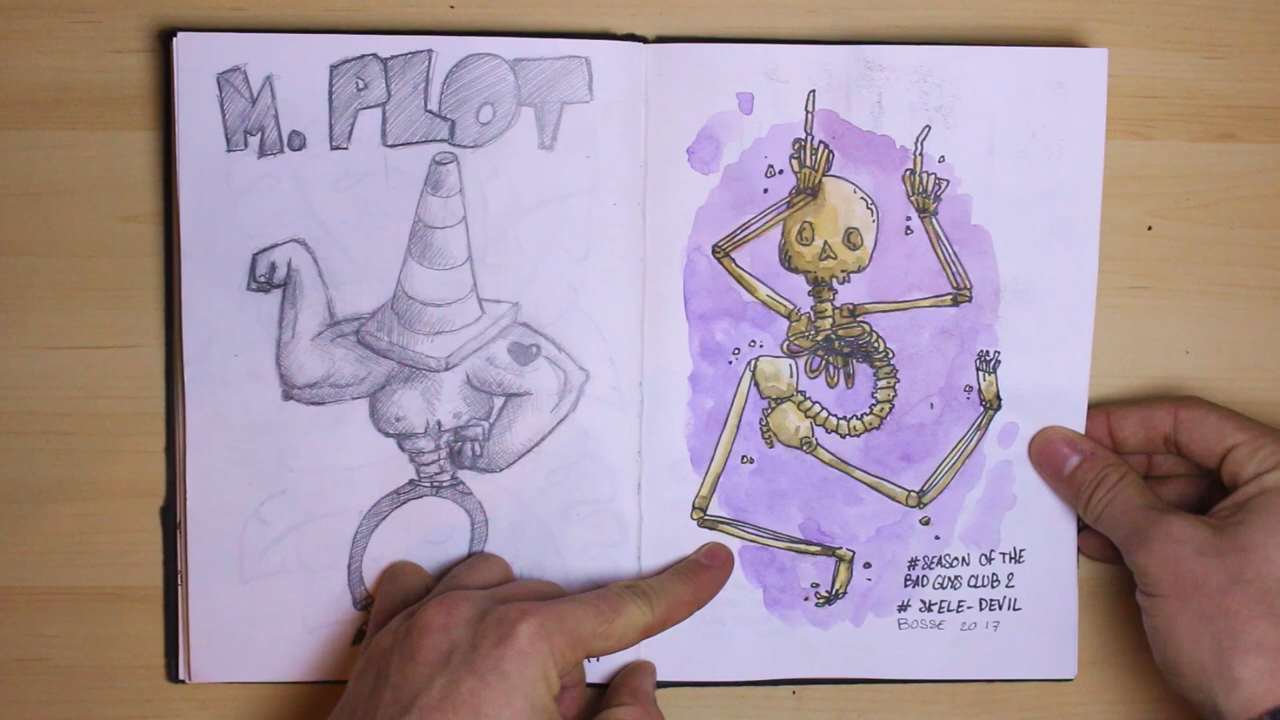 M. PLOT
#SEASON OF THE
BAD GUYS CLUB 2
# SKELE-DEVIL
BOSSE 2017